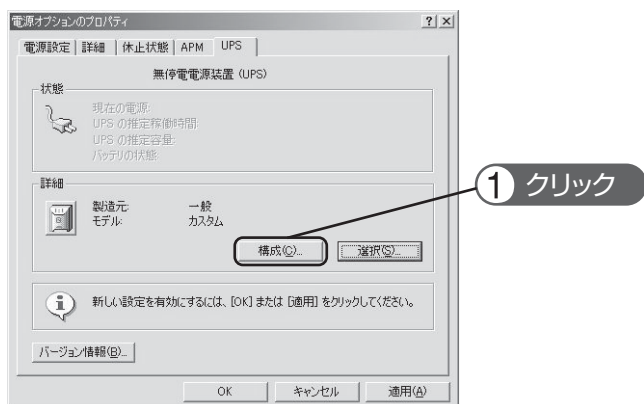 電源オプションのプロパティ
電源設定 詳細 休止状態 APM UPS
無停電電源装置 (UPS)
状態
現在の電源:
UPS の推定稼働時間:
UPS の推定容量:
バッテリの状態:
詳細
製造元: 一般
モデル: カスタム
構成(C)... 選択(S)...
1 クリック
新しい設定を有効にするには、[OK] または [適用] をクリックしてください。
バージョン情報(B)...
OK キャンセル 適用(A)